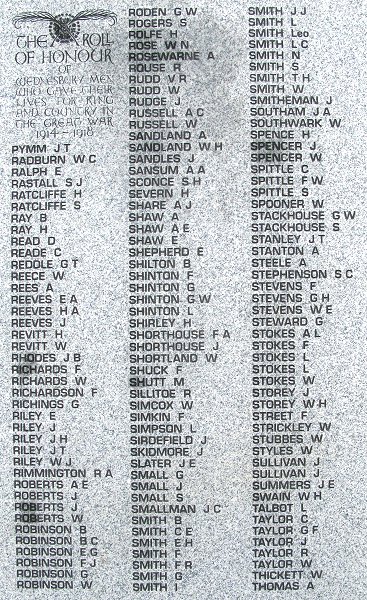 THE ROLL
OF HONOUR
OF
WEDNESBURY MEN
WHO GAVE THEIR
LIVES FOR KING
AND COUNTRY IN
THE GREAT WAR
1914 - 1918
PYMM J T
RADBURN W C
RALPH E
RASTALL S J
RATCLIFFE H
RATCLIFFE S
RAY B
RAY H
READ D
READE C
REDDLE G T
REECE W
REES A
REEVES E A
REEVES H A
REEVES J
REVITT H
REVITT W
RHODES J B
RICHARDS F
RICHARDS W
RICHARDSON F
RICHINGS G
RILEY E
RILEY J
RILEY J H
RILEY J T
RILEY W J
RIMMINGTON R A
ROBERTS A E
ROBERTS J
ROBERTS J
ROBERTS W
ROBINSON B
ROBINSON B C
ROBINSON E.G
ROBINSON F J
ROBINSON G
ROBINSON W
RODEN G W
ROGERS S
ROLFE H
ROSE W N
ROSEWARNE A
ROUSE R
RUDD V R
RUDD W
RUDGE J
RUSSELL A C
RUSSELL W
SANDLAND A
SANDLAND W H
SANDLES J
SANSUM A A
SCONCE S H
SEVERN H
SHARE A J
SHAW A
SHAW A E
SHAW E
SHEPHERD E
SHILTON B
SHINTON F
SHINTON G
SHINTON G W
SHINTON L
SHIRLEY H
SHORTHOUSE F A
SHORTHOUSE J
SHORTLAND W
SHUCK F
SHUTT M
SILLITOE R
SIMCOX W
SIMKIN F
SIMPSON L
SIRDEFIELD J
SKIDMORE J
SLATER J E
SMALL G
SMALL J
SMALL S
SMALLMAN J C
SMITH B
SMITH C E
SMITH E H
SMITH F
SMITH F R
SMITH G
SMITH I
SMITH J J
SMITH J
SMITH Leo
SMITH L C
SMITH N
SMITH S
SMITH T H
SMITH W
SMITHEMAN J
SOUTHAM J A
SOUTHWARK W
SPENCE H
SPENCER J
SPENCER W
SPITTLE C
SPITTLE F W
SPITTLE S
SPOONER W
STACKHOUSE G W
STACKHOUSE S
STANLEY J T
STANTON A
STEELE A
STEPHENSON S C
STEVENS F
STEVENS G H
STEVENS W E
STEWARD G
STOKES A L
STOKES F
STOKES L
STOKES L
STOKES W
STOREY J
STOREY W H
STREET F
STRICKLEY W
STUBBES W
STYLES W
SULLIVAN J
SULLIVAN J
SUMMERS J E
SWAIN W H
TALBOT L
TAYLOR C
TAYLOR G F
TAYLOR J
TAYLOR R
TAYLOR W
THICKETT W
THOMAS A